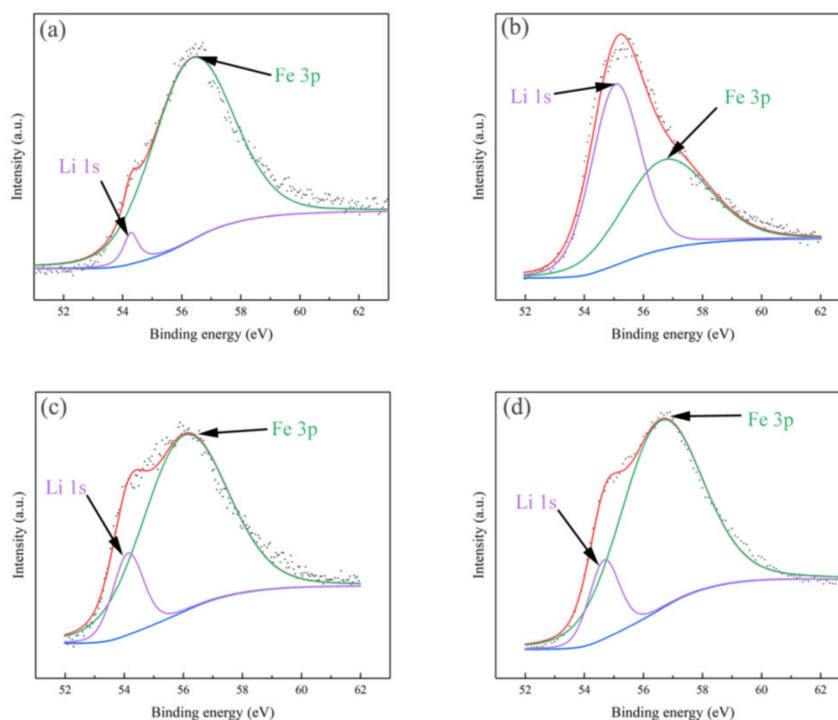 (a)
Fe 3p
Li 1s
Intensity (a.u.)
52 54 56 58 60 62
Binding energy (eV)
(b)
Li 1s
Fe 3p
Intensity (a.u.)
52 54 56 58 60 62
Binding energy (eV)
(c)
Fe 3p
Li 1s
Intensity (a.u.)
52 54 56 58 60 62
Binding energy (eV)
(d)
Fe 3p
Li 1s
Intensity (a.u.)
52 54 56 58 60 62
Binding energy (eV)